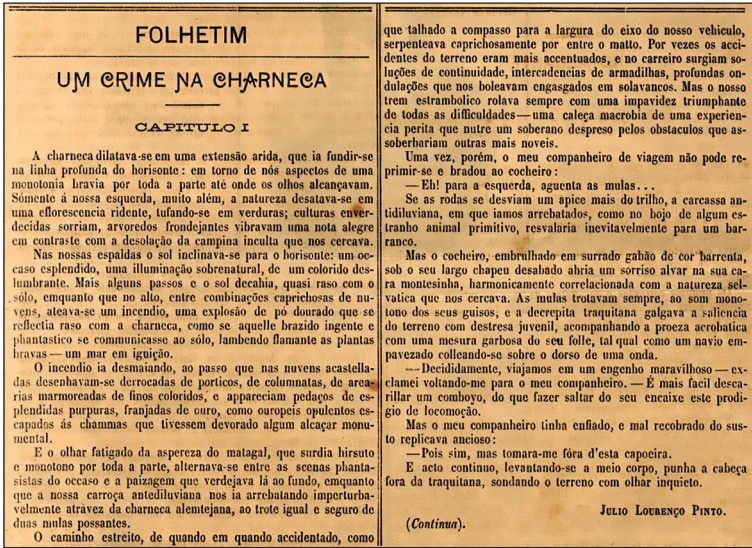 FOLHETIM
UM CRIME NA CHARNECA
CAPITULO I
A charneca dilatava-se em uma extensão arida, que ia fundir-se
na linha profunda do horisonte: em torno de nós aspectos de uma
monotonia bravia por toda a parte até onde os olhos alcançavam.
Sómente á nossa esquerda, muito além, a natureza desatava-se em
uma eflorescencia ridente, tufando-se em verduras; culturas enver-
decidas sorriam, arvoredos frondejantes vibravam uma nota alegre
em contraste com a desolação da campina inculta que nos cercava.
Nas nossas espaldas o sol inclinava-se para o horisonte: um oc-
caso esplendido, uma illuminação sobrenatural, de um colorido des-
lumbrante. Mais alguns passos e o sol decahia, quasi raso com o
sólo, emquanto que no alto, entre combinações caprichosas de nu-
vens, ateava-se um incendio, uma explosão de pó dourado que se
reflectia raso com a charneca, como se aquelle brazido ingente e
phantastico se communicasse ao sólo, lambendo flamante as plantas
bravas — um mar em iguição.
O incendio ia desmaiando, ao passo que nas nuvens acastella-
das desenhavam-se derrocadas de porticos, de columnatas, de area-
rias marmoreadas de finos coloridos, e appareciam pedaços de es-
plendidas purpuras, franjadas de ouro, como ouropeis opulentos es-
capados ás chammas que tivessem devorado algum alcaçar monu-
mental.
E o olhar fatigado da aspereza do matagal, que surdia hirsuto
e monotono por toda a parte, alternava-se entre as scenas phanta-
sistas do occaso e a paizagem que verdejava lá ao fundo, emquanto
que a nossa carroça antediluviana nos ia arrebatando imperturba-
velmente atravez da charneca alemtejana, ao trote igual e seguro de
duas mulas possantes.
O caminho estreito, de quando em quando accidentado, como
que talhado a compasso para a largura do eixo do nosso vehiculo,
serpenteava caprichosamente por entre o matto. Por vezes os acci-
dentes do terreno eram mais accentuados, e no carreiro surgiam so-
luções de continuidade, intercadencias de armadilhas, profundas on-
dulações que nos boleavam engasgados em solavancos. Mas o nosso
trem estrambolico rolava sempre com uma impavidez triumphante
de todas as difficuldades — uma caleça macrobia de uma experien-
cia perita que nutre um soberano despreso pelos obstaculos que as-
soberbariam outras mais noveis.
Uma vez, porém, o meu companheiro de viagem não pode re-
primir-se e bradou ao cocheiro:
— Eh! para a esquerda, aguenta as mulas...
Se as rodas se desviam um apice mais do trilho, a carcassa an-
tidiluviana, em que iamos arrebatados, como no bojo de algum es-
tranho animal primitivo, resvalaria inevitavelmente para um bar-
ranco.
Mas o cocheiro, embrulhado em surrado gabão de cor barrenta,
sob o seu largo chapeu desabado abria um sorriso alvar na sua ca-
ra montesinha, harmonicamente correlacionada com a natureza sel-
vatica que nos cercava. As mulas trotavam sempre, ao som mono-
tono dos seus guisos, e a decrepita traquitana galgava a saliencia
do terreno com destresa juvenil, acompanhando a proeza acrobatica
com uma mesura garbosa do seu folle, tal qual como um navio em-
pavezado colleando-se sobre o dorso de uma onda.
— Decididamente, viajamos em um engenho maravilhoso — ex-
clamei voltando-me para o meu companheiro. — É mais facil desca-
rillar um comboyo, do que fazer saltar do seu encaixe este prodi-
gio de locomoção.
Mas o meu companheiro tinha enfiado, e mal recobrado do sus-
to replicava ancioso:
— Pois sim, mas tomara-me fóra d'esta capoeira.
E acto continuo, levantando-se a meio corpo, punha a cabeça
fora da traquitana, sondando o terreno com olhar inquieto.
JULIO LOURENÇO PINTO.
(Continua).